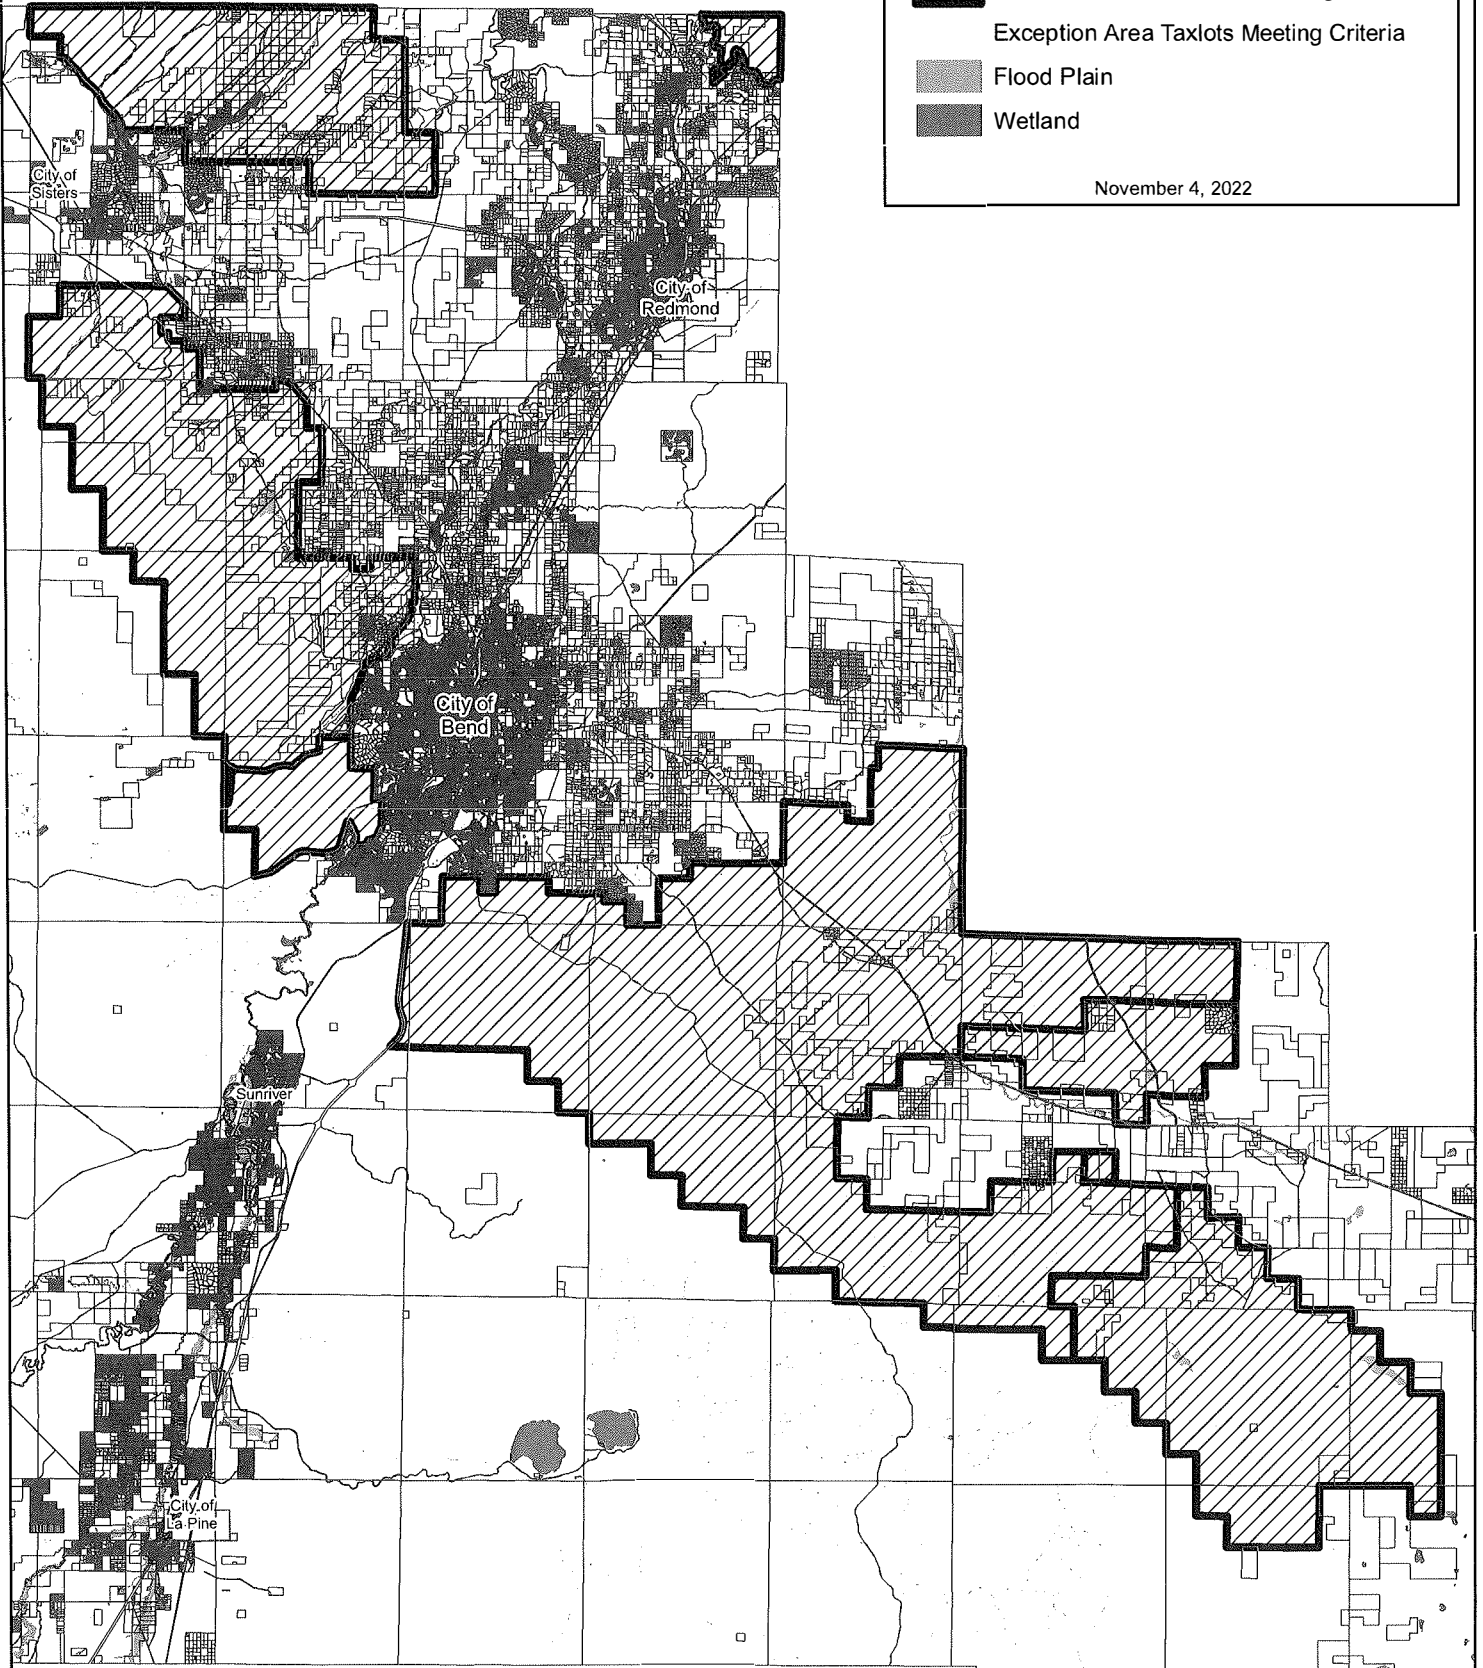 Exception Area Taxlots Meeting Criteria
Flood Plain
Wetland
November 4, 2022
City of
Sisters
City of
Redmond
City of
Bend
Sunriver
City of
La Pine